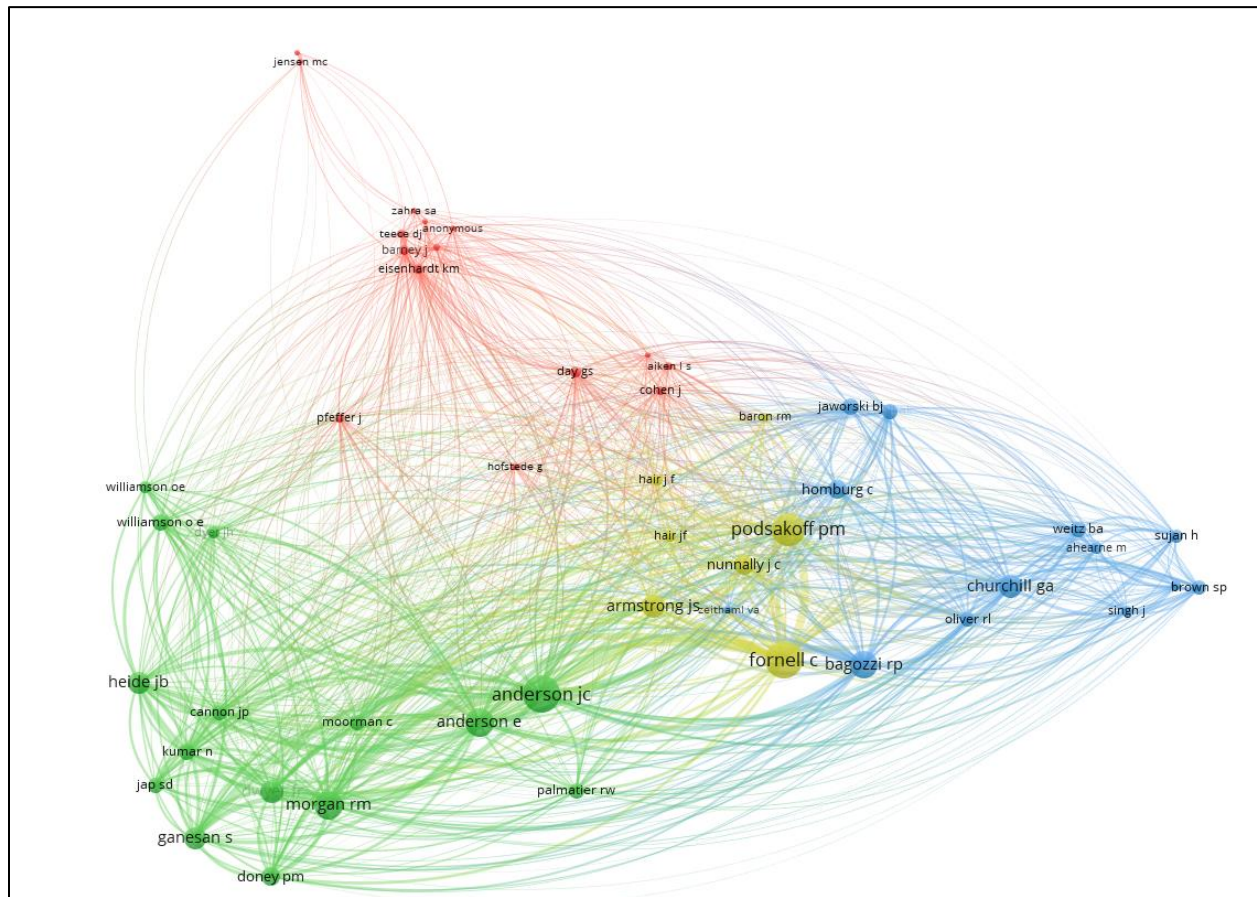 jensen mc
zahra sa
anonymous
teece dj
barney j
eisenhardt km
aiken l s
day gs
cohen j
jaworski bj
baron rm
pfeffer j
hofstede g
hair j f
williamson oe
homburg c
williamson o e
dyer jh
podsakoff pm
weitz ba
hair jf
sujan h
ahearne m
nunnally j c
churchill ga
brown sp
armstrong js
zeithaml va
singh j
oliver rl
fornell c
bagozzi rp
heide jb
anderson jc
cannon jp
moorman c
anderson e
kumar n
jap sd
palmatier rw
morgan rm
ganesan s
doney pm